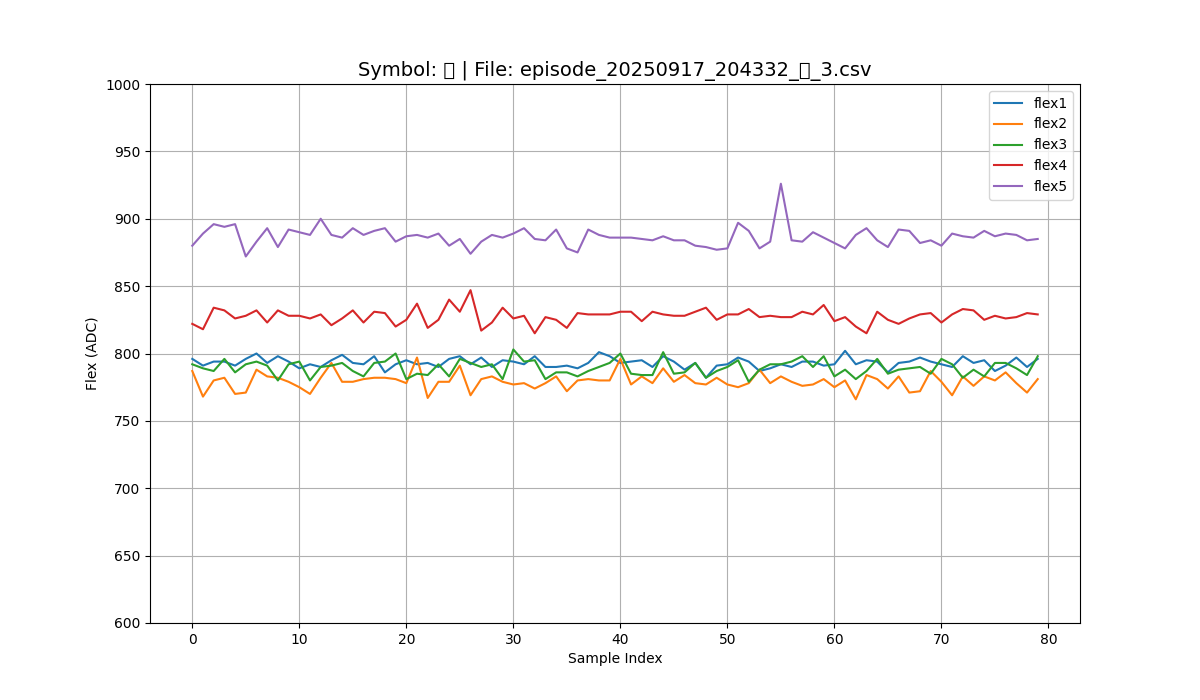 Symbol: | File: episode_20250917_204332_ _3.csv
1000
950
900
850
800
750
700
650
600
Flex (ADC)
0 10 20 30 40 50 60 70 80
Sample Index
flex1
flex2
flex3
flex4
flex5